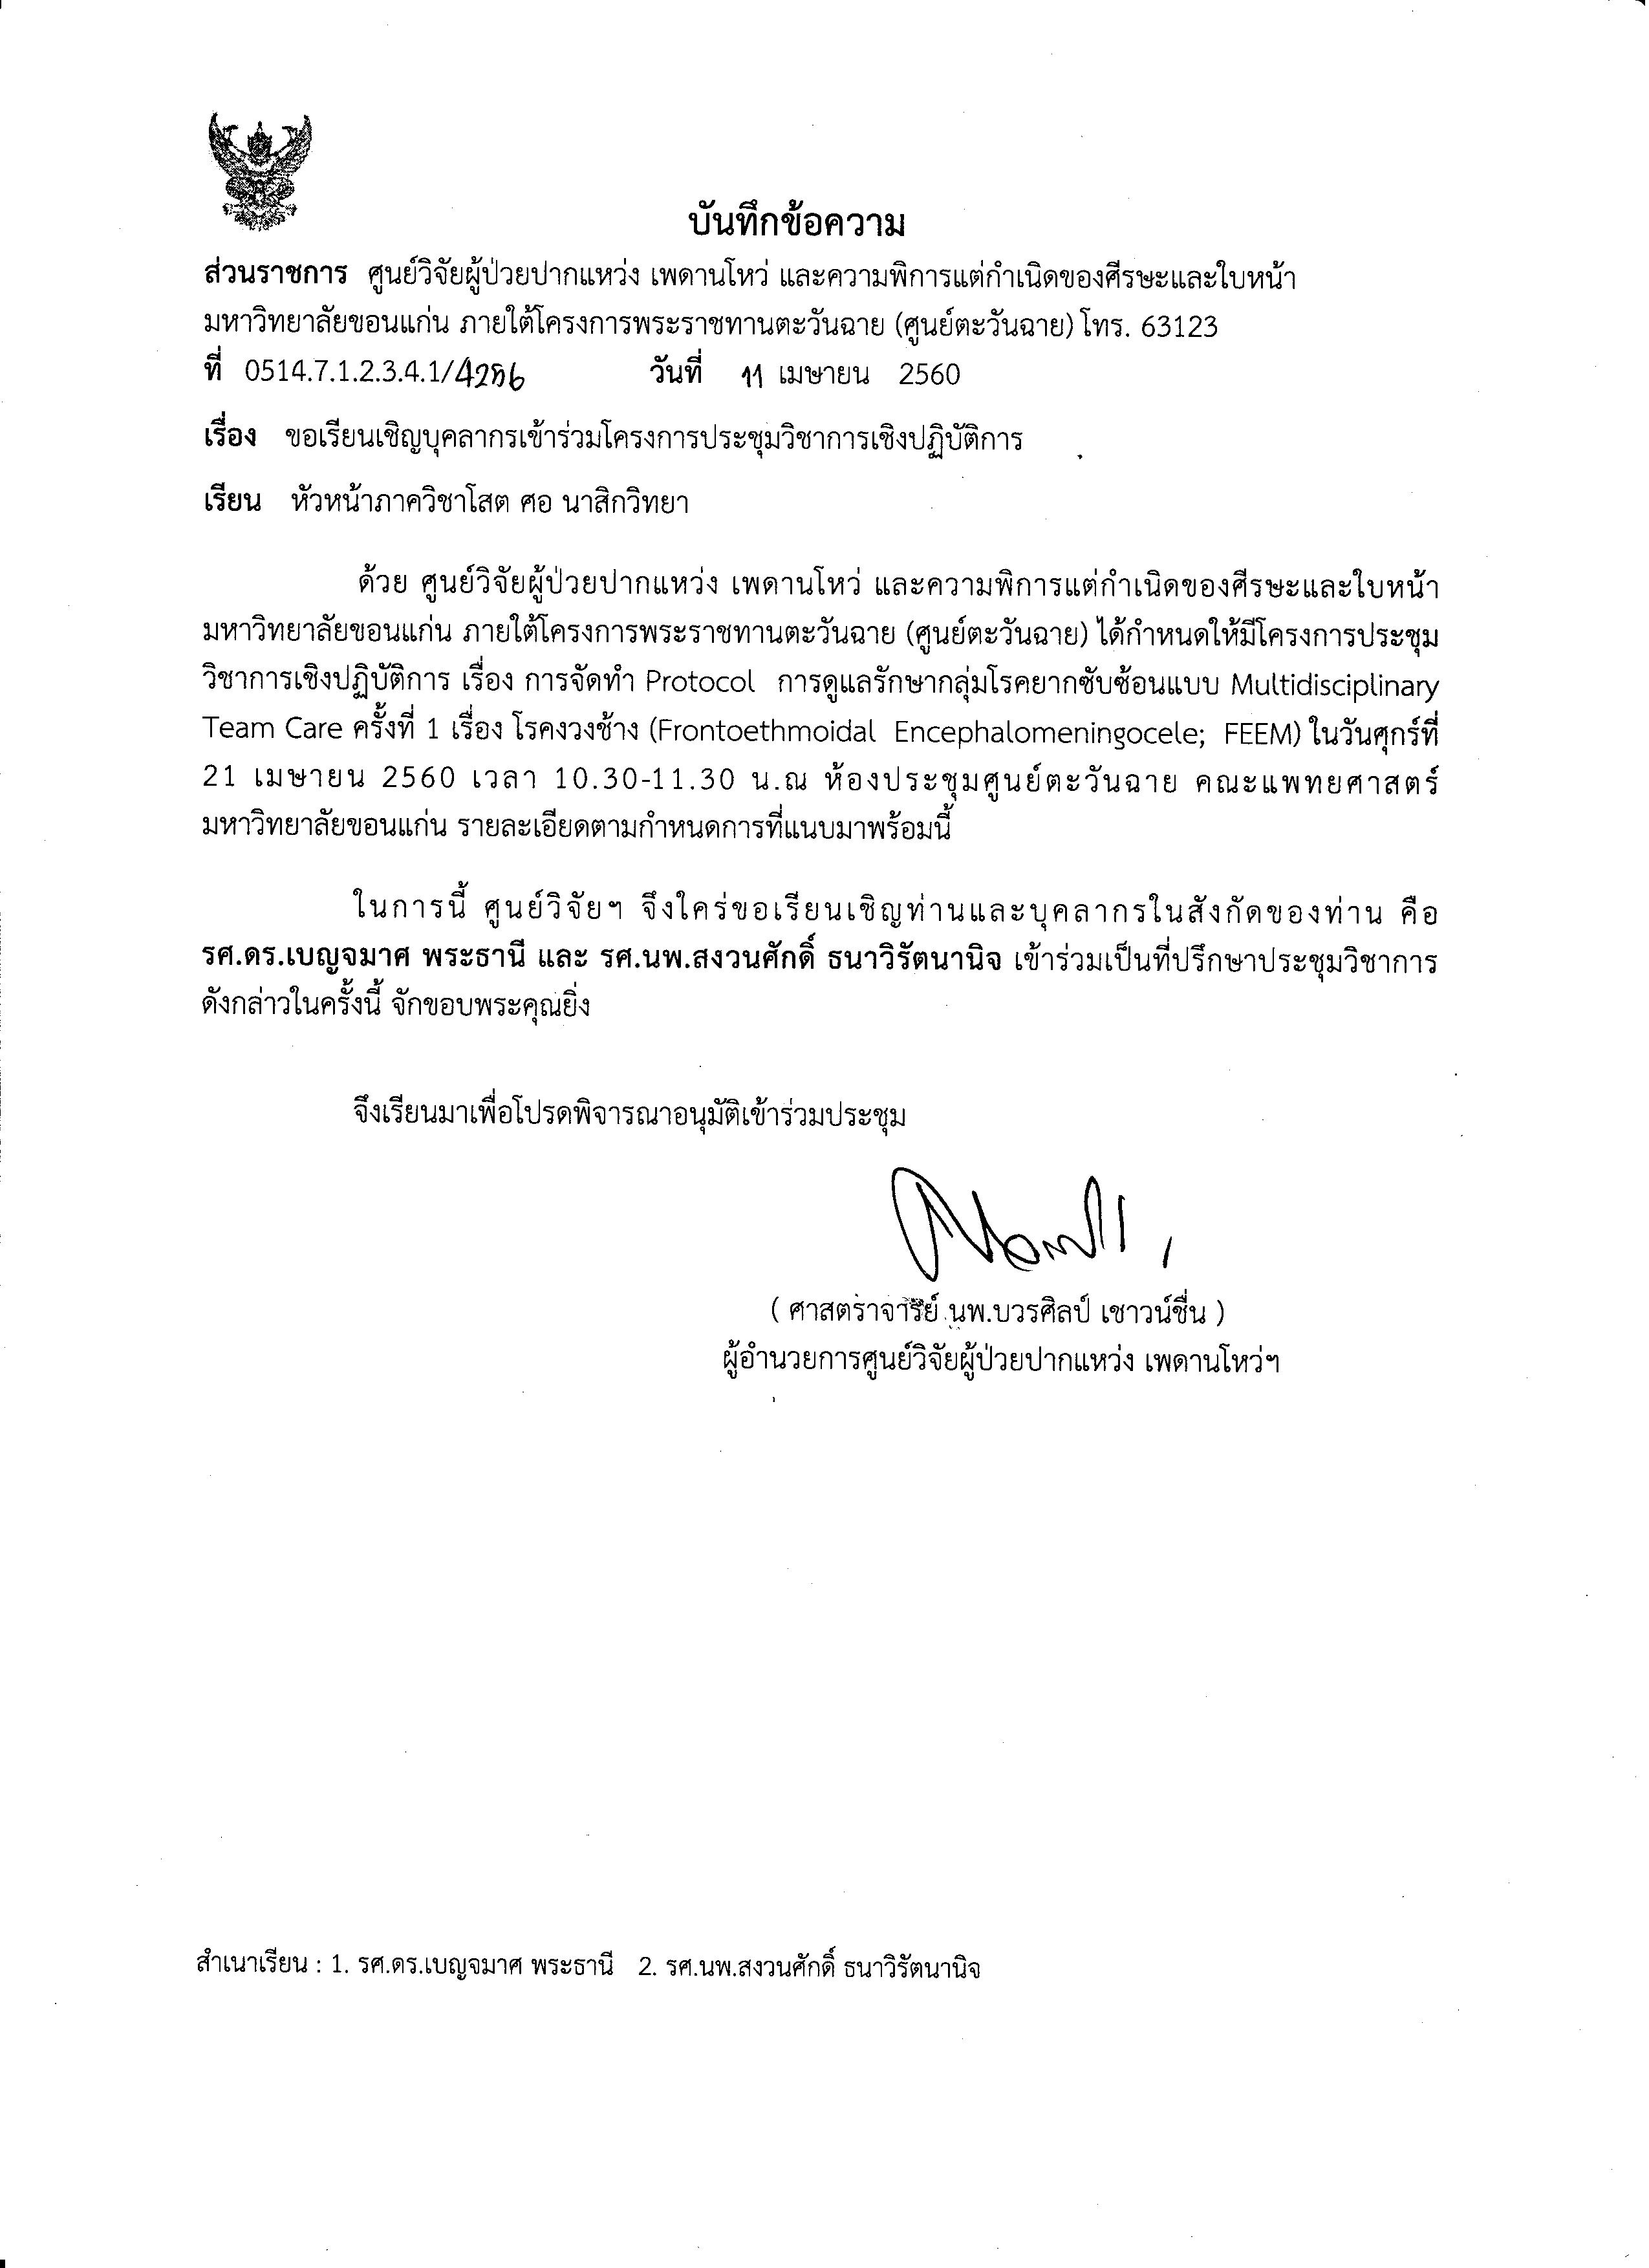 บันทึกข้อความ
ส่วนราชการ ศูนย์วิจัยผู้ป่วยปากแหว่ง เพดานโหว่ และความพิการแต่กำเนิดของศีรษะและใบหน้า
มหาวิทยาลัยขอนแก่น ภายใต้โครงการพระราชทานตะวันฉาย (ศูนย์ตะวันฉาย) โทร. 63123
ที่ 0514.7.1.2.3.4.1/ วันที่ 11 เมษายน 2560
เรื่อง ขอเรียนเชิญบุคลากรเข้าร่วมโครงการประชุมวิชาการเชิงปฏิบัติการ
เรียน หัวหน้าภาควิชาโสต ศอ นาสิกวิทยา
ด้วย ศูนย์วิจัยผู้ป่วยปากแหว่ง เพดานโหว่ และความพิการแต่กำเนิดของศีรษะและใบหน้า
มหาวิทยาลัยขอนแก่น ภายใต้โครงการพระราชทานตะวันฉาย (ศูนย์ตะวันฉาย) ได้กำหนดให้มีโครงการประชุม
วิชาการเชิงปฏิบัติการ เรื่อง การจัดทำ Protocol การดูแลรักษากลุ่มโรคยากซับซ้อนแบบ Multidisciplinary
Team Care ครั้งที่ 1 เรื่อง โรคงวงช้าง (Frontoethmoidal Encephalomeningocele; FEEM) ในวันศุกร์ที่
21 เมษายน 2560 เวลา 10.30-11.30 น.ณ ห้องประชุมศูนย์ตะวันฉาย คณะแพทยศาสตร์
มหาวิทยาลัยขอนแก่น รายละเอียดตามกำหนดการที่แนบมาพร้อมนี้
ในการนี้ ศูนย์วิจัยฯ จึงใคร่ขอเรียนเชิญท่านและบุคลากรในสังกัดของท่าน คือ
รศ.ดร.เบญจมาศ พระธานี และ รศ.นพ.สงวนศักดิ์ ธนาวิรัตนานิจ เข้าร่วมเป็นที่ปรึกษาประชุมวิชาการ
ดังกล่าวในครั้งนี้ จักขอบพระคุณยิ่ง
จึงเรียนมาเพื่อโปรดพิจารณาอนุมัติเข้าร่วมประชุม
( ศาสตราจารย์ นพ.บวรศิลป์ เชาวน์ชื่น )
ผู้อำนวยการศูนย์วิจัยผู้ป่วยปากแหว่ง เพดานโหว่ฯ
สำเนาเรียน : 1. รศ.ดร.เบญจมาศ พระธานี 2. รศ.นพ.สงวนศักดิ์ ธนาวิรัตนานิจ